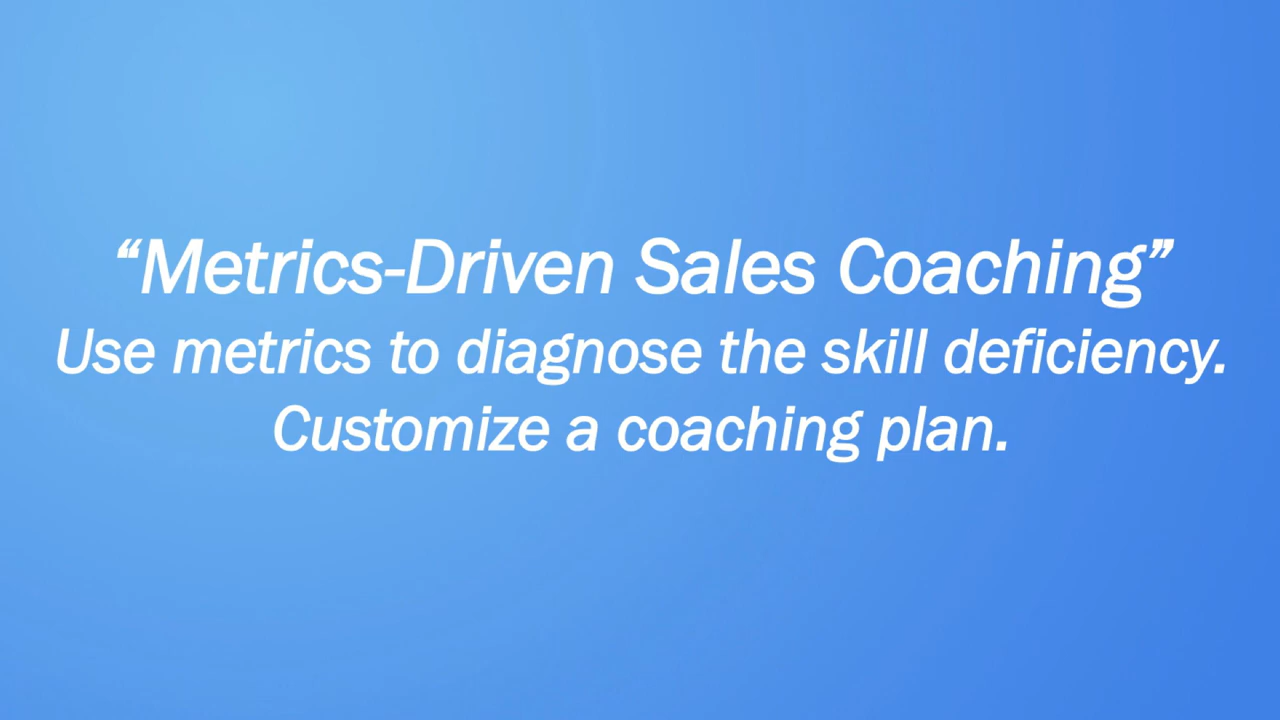 “Metrics-Driven Sales Coaching”
Use metrics to diagnose the skill deficiency.
Customize a coaching plan.